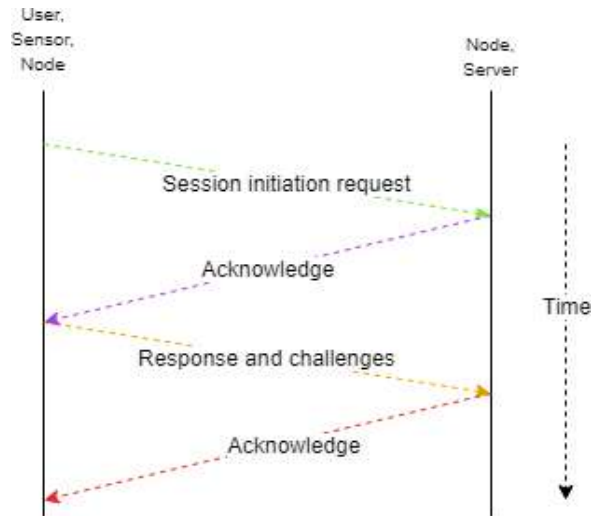 User,
Sensor,
Node
Node,
Server
Session initiation request
Acknowledge
Time
Response and challenges
Acknowledge